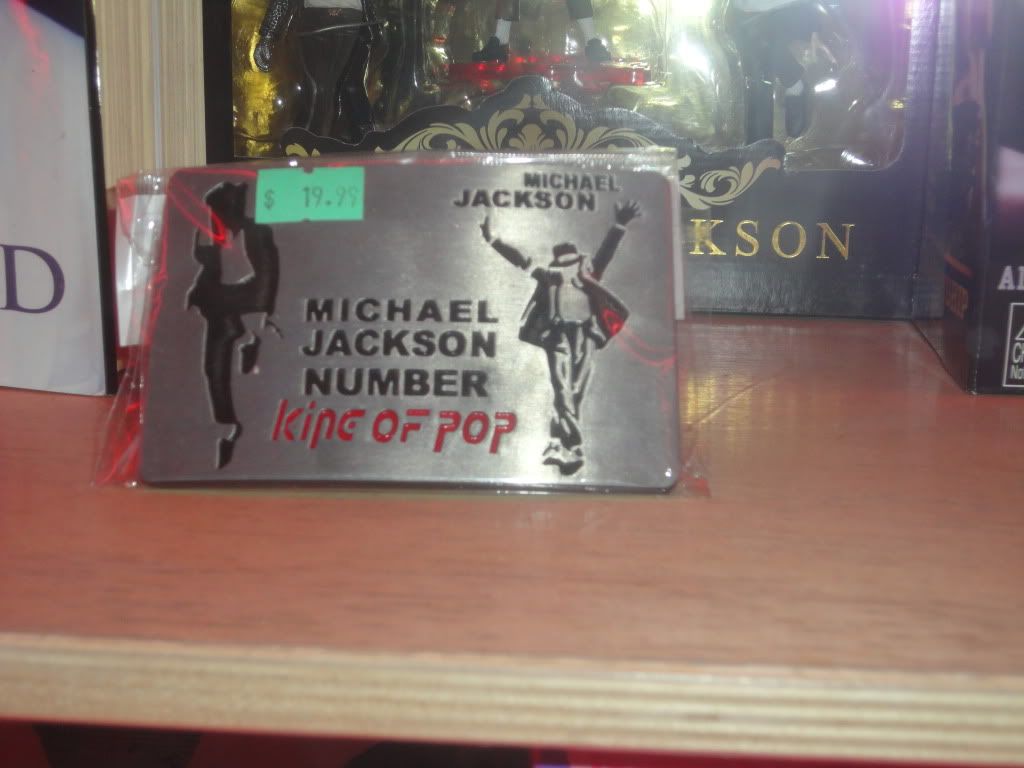 $ 19.99
MICHAEL
JACKSON
MICHAEL
JACKSON
NUMBER
King OF POP
KSON
D